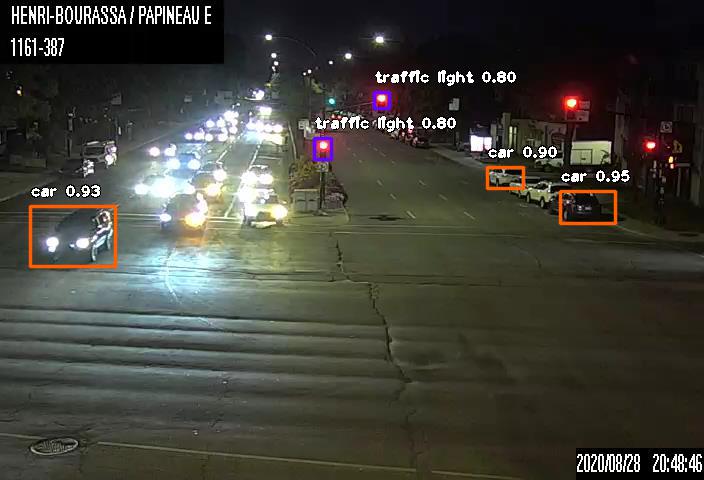 HENRI-BOURASSA / PAPINEAU E
1161-387
traffic light 0.80
traffic light 0.80
car 0.90
car 0.95
car 0.93
2020/08/28 20:48:46